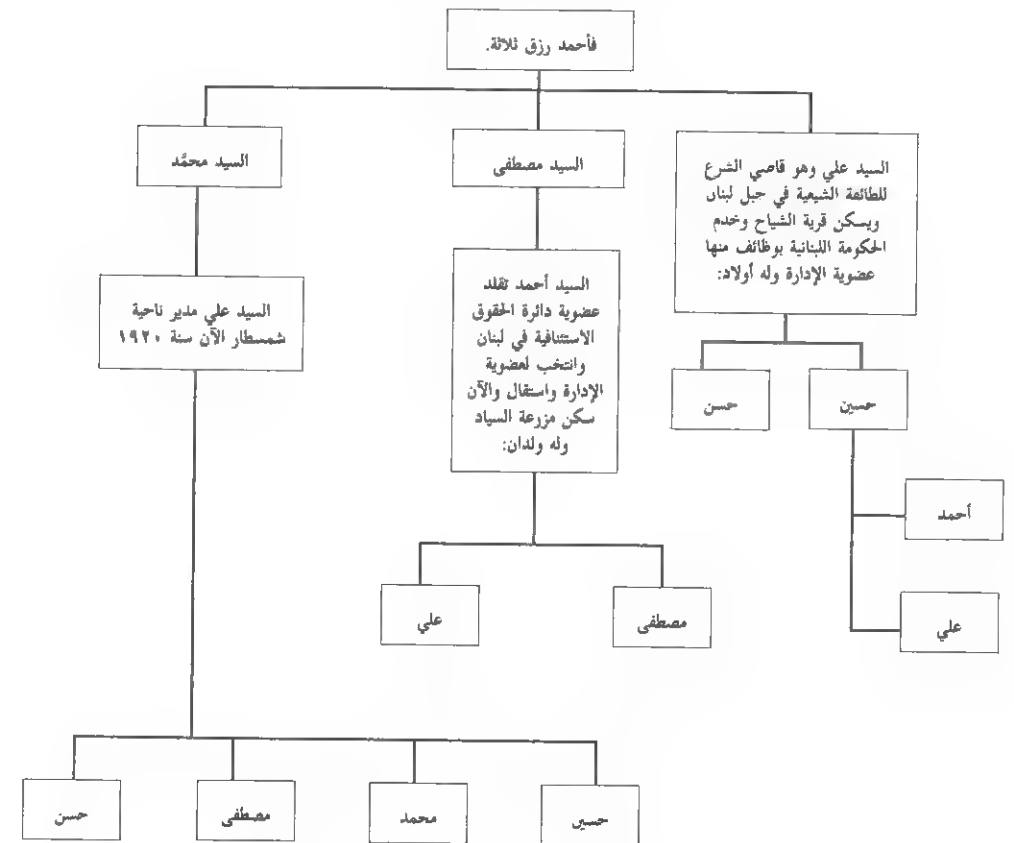 فأحمد رزق ثلاثة.
السيد علي وهو قاصي الشرع
للطائفة الشيعية في جبل لبنان
ويسكن قرية الشياح وخدم
الحكومة اللبنانية بوظائف منها
عضوية الإدارة وله أولاد:
السيد مصطفى
السيد محمَّد
السيد أحمد تقلد
عضوية دائرة الحقوق
الاستئنافية في لبنان
وانتخب لعضوية
الإدارة واستقال والآن
سكن مزرعة السياد
وله ولدان:
السيد علي مدير ناحية
شمسطار الآن سنة ١٩٢٠
حسين
حسن
أحمد
علي
مصطفى
علي
حسين
محمد
مصطفى
حسن